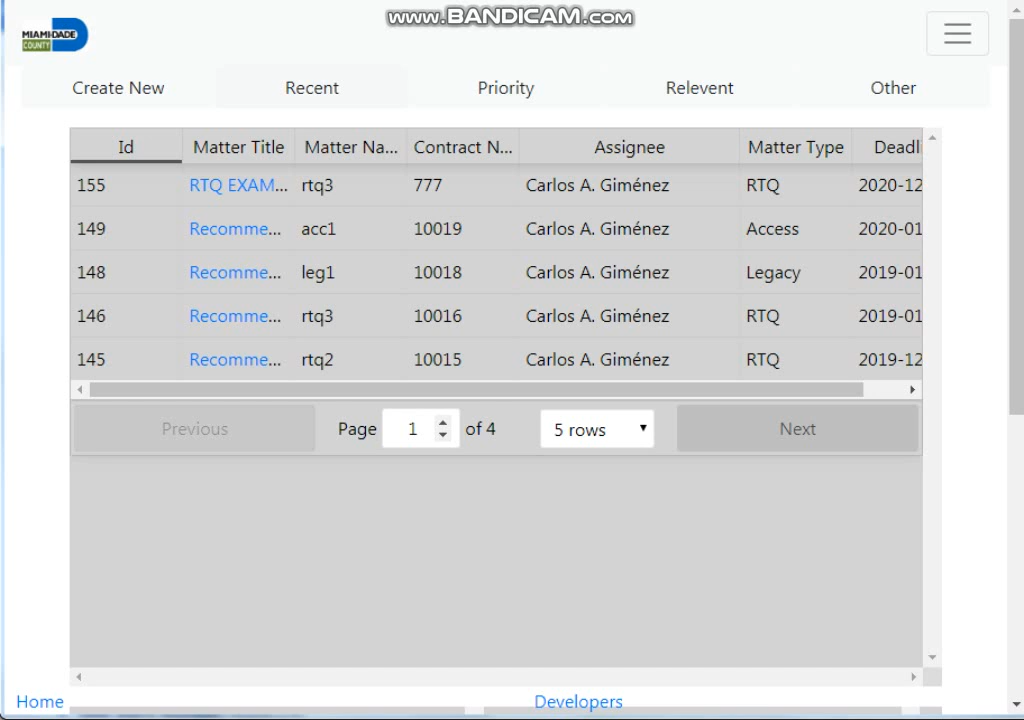 www.BANDICAM.com
MIAMI-DADE
COUNTY
Create New Recent Priority Relevent Other
Id Matter Title Matter Na... Contract N... Assignee Matter Type Deadli
155 RTQ EXAM... rtq3 777 Carlos A. Giménez RTQ 2020-12
149 Recomme... acc1 10019 Carlos A. Giménez Access 2020-01
148 Recomme... leg1 10018 Carlos A. Giménez Legacy 2019-01
146 Recomme... rtq3 10016 Carlos A. Giménez RTQ 2019-01
145 Recomme... rtq2 10015 Carlos A. Giménez RTQ 2019-12
Previous Page 1 of 4 5 rows Next
Home Developers